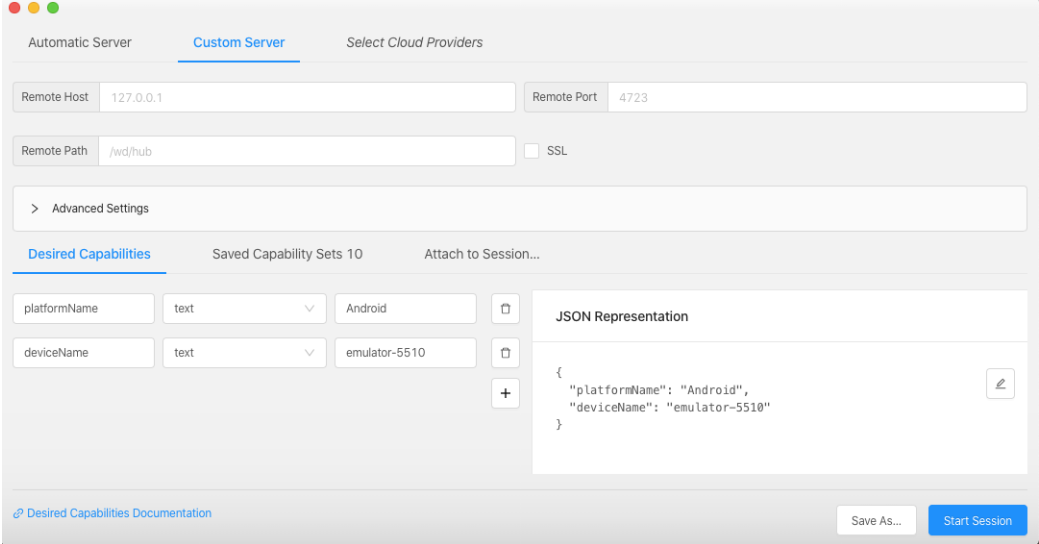 Automatic Server Custom Server Select Cloud Providers
Remote Host 127.0.0.1 Remote Port 4723
Remote Path /wd/hub SSL
Advanced Settings
Desired Capabilities Saved Capability Sets 10 Attach to Session...
platformName text Android
deviceName text emulator-5510
JSON Representation
{
"platformName": "Android",
"deviceName": "emulator-5510"
}
Desired Capabilities Documentation
Save As... Start Session